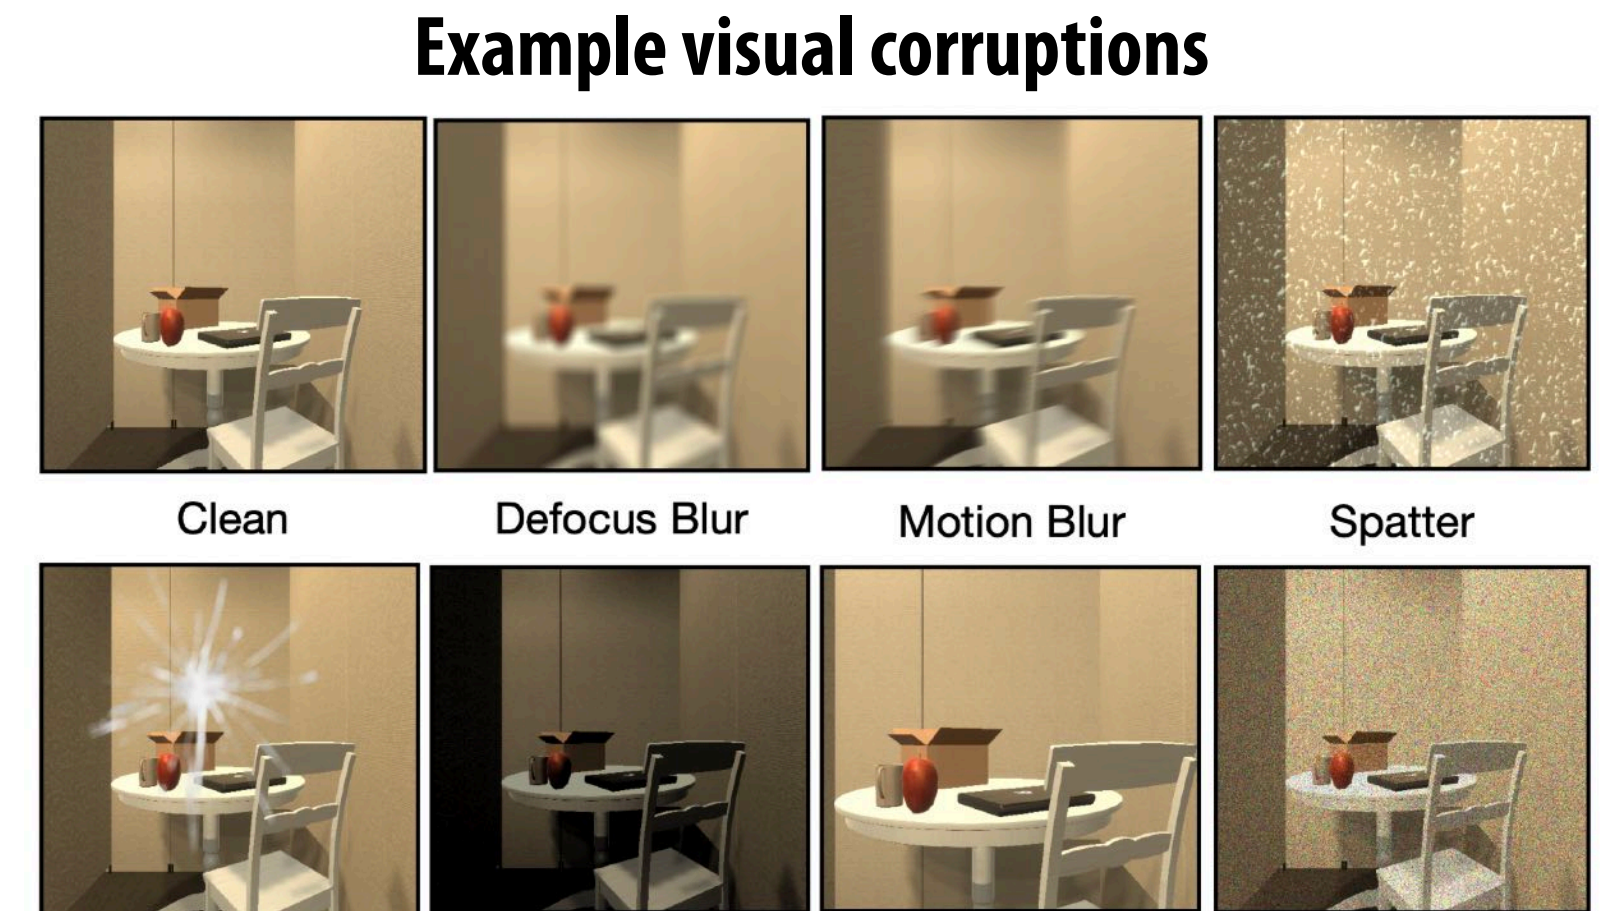 Example visual corruptions
Clean
Defocus Blur
Motion Blur
Spatter